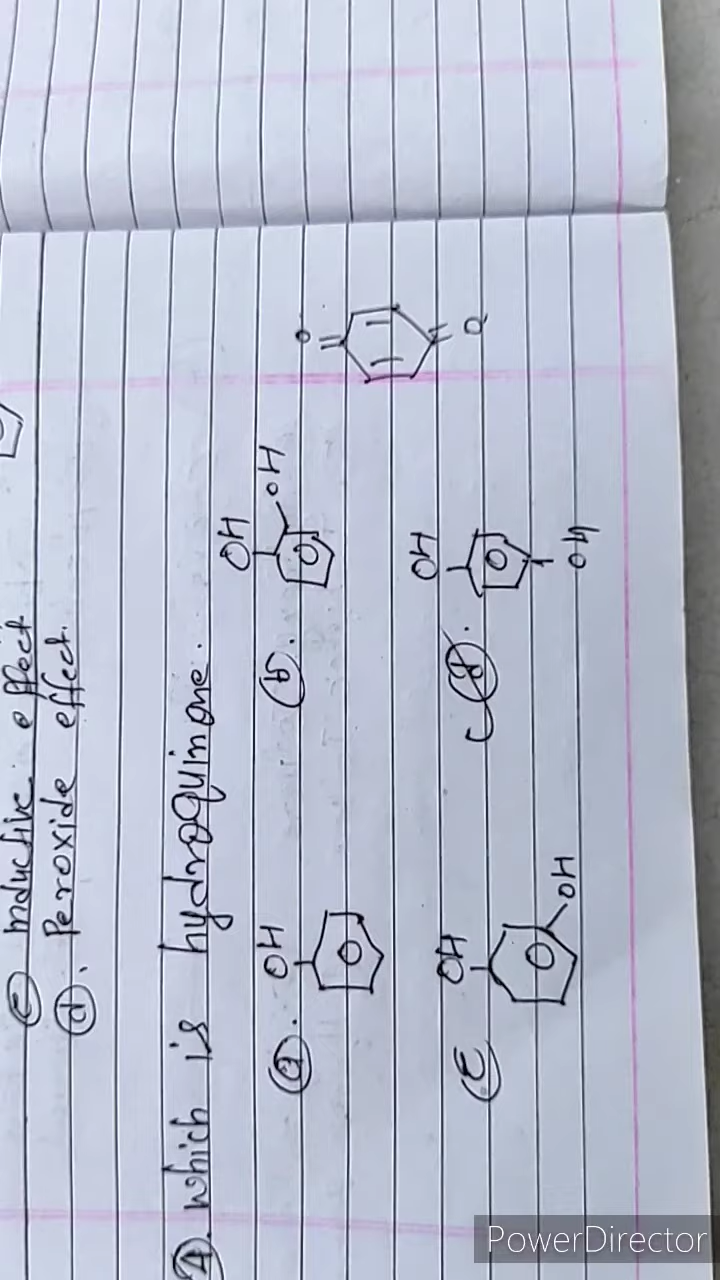 c inductive effect
d. Peroxide effect.
4. which is hydroquinone.
a. OH
b. OH OH
O
c OH OH
d. OH OH
O
PowerDirector